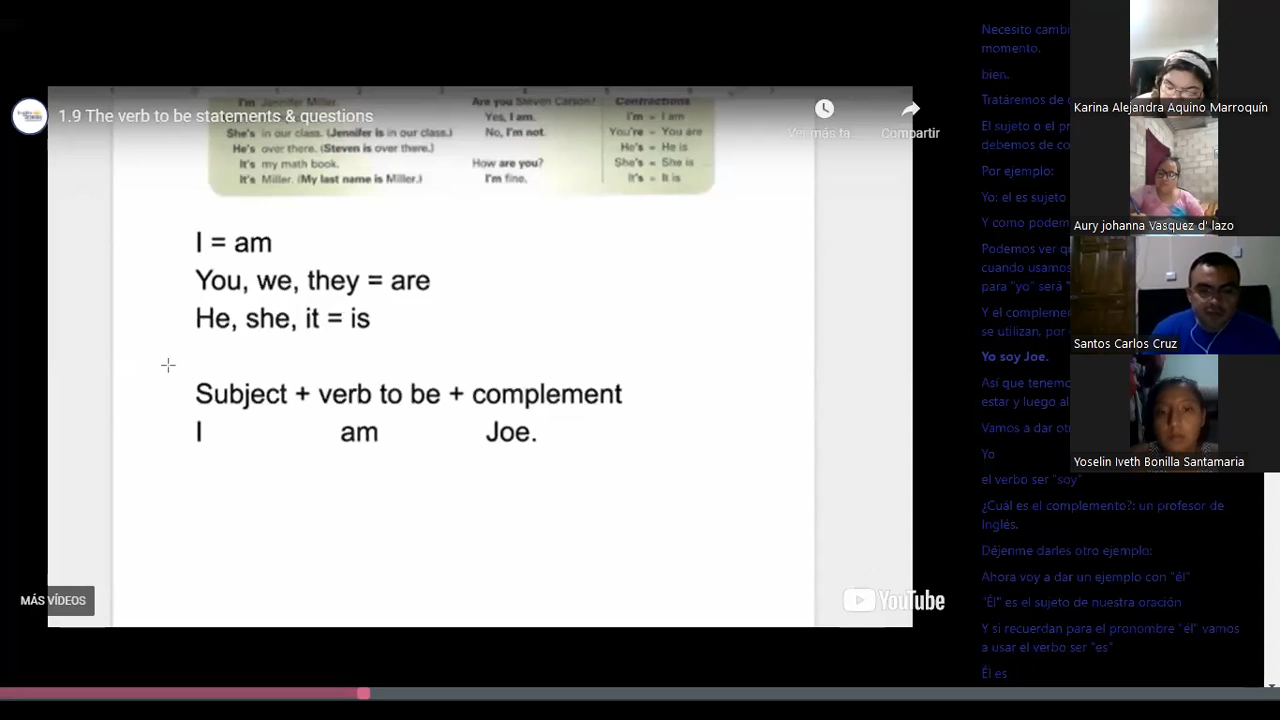 1.9 The verb to be statements & questions
Ver más ta...
Compartir
I'm Jennifer Miller.
She's in our class. (Jennifer is in our class.)
He's over there. (Steven is over there.)
It's my math book.
It's Miller. (My last name is Miller.)
Are you Steven Carson?
Yes, I am.
No, I'm not.
How are you?
I'm fine.
Contractions
I'm = I am
You're = You are
He's = He is
She's = She is
It's = It is
I = am
You, we, they = are
He, she, it = is
Subject + verb to be + complement
I am Joe.
MÁS VÍDEOS
YouTube
Necesito cambi
momento.
bien.
Trataremos de
El sujeto o el p
debemos de co
Por ejemplo:
Yo: el es sujeto
Y como podem
Podemos ver q
cuando usamos
para "yo" será
Y el complemen
se utilizan, por
Yo soy Joe.
Así que tenemo
estar y luego al
Vamos a dar ot
Yo
el verbo ser "soy"
¿Cuál es el complemento?: un profesor de
Inglés.
Déjenme darles otro ejemplo:
Ahora voy a dar un ejemplo con "él"
"Él" es el sujeto de nuestra oración
Y si recuerdan para el pronombre "él" vamos
a usar el verbo ser "es"
Él es
Karina Alejandra Aquino Marroquín
Aury johanna Vasquez d' lazo
Santos Carlos Cruz
Yoselin Iveth Bonilla Santamaria